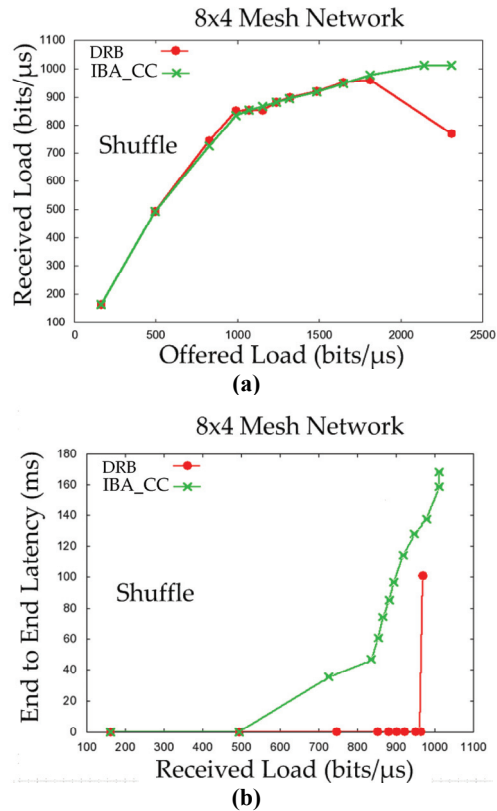 8x4 Mesh Network
Received Load (bits/μs)
1100
1000
900
800
700
600
500
400
300
200
100
DRB
IBA_CC
Shuffle
0 500 1000 1500 2000 2500
Offered Load (bits/μs)
(a)
8x4 Mesh Network
End to End Latency (ms)
180
160
140
120
100
80
60
40
20
0
DRB
IBA_CC
Shuffle
100 200 300 400 500 600 700 800 900 1000 1100
Received Load (bits/μs)
(b)